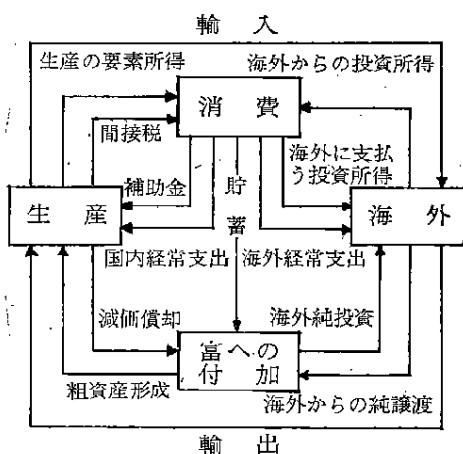 輸 入
生産の要素所得
海外からの投資所得
消 費
間接税
海外に支払
う投資所得
補助金
貯
蓄
生 産
海 外
国内経常支出
海外経常支出
減価償却
海外純投資
富への
付 加
粗資産形成
海外からの純譲渡
輸 出